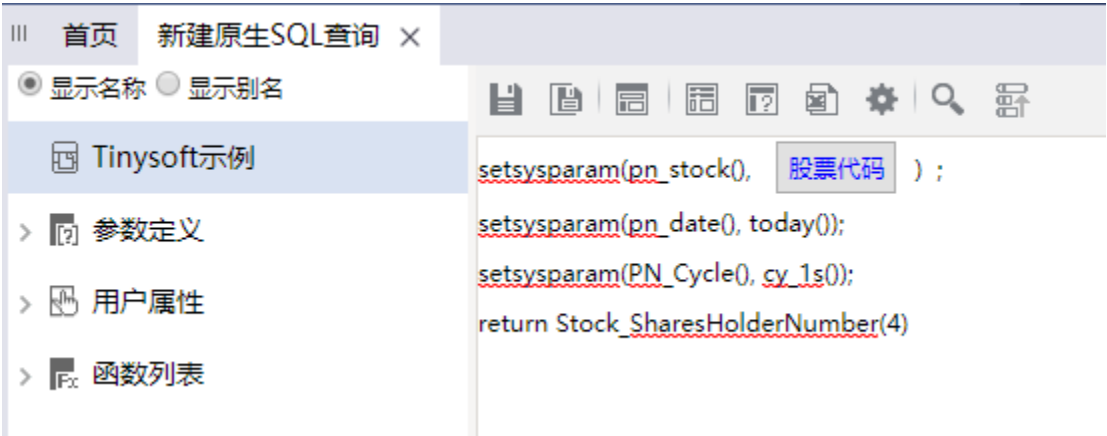 首页 新建原生SQL查询
显示名称 显示别名
Tinysoft示例
参数定义
用户属性
函数列表
setsysparam(pn_stock(), 股票代码 ) ;
setsysparam(pn_date(), today());
setsysparam(PN_Cycle(), cy_1s());
return Stock_SharesHolderNumber(4)